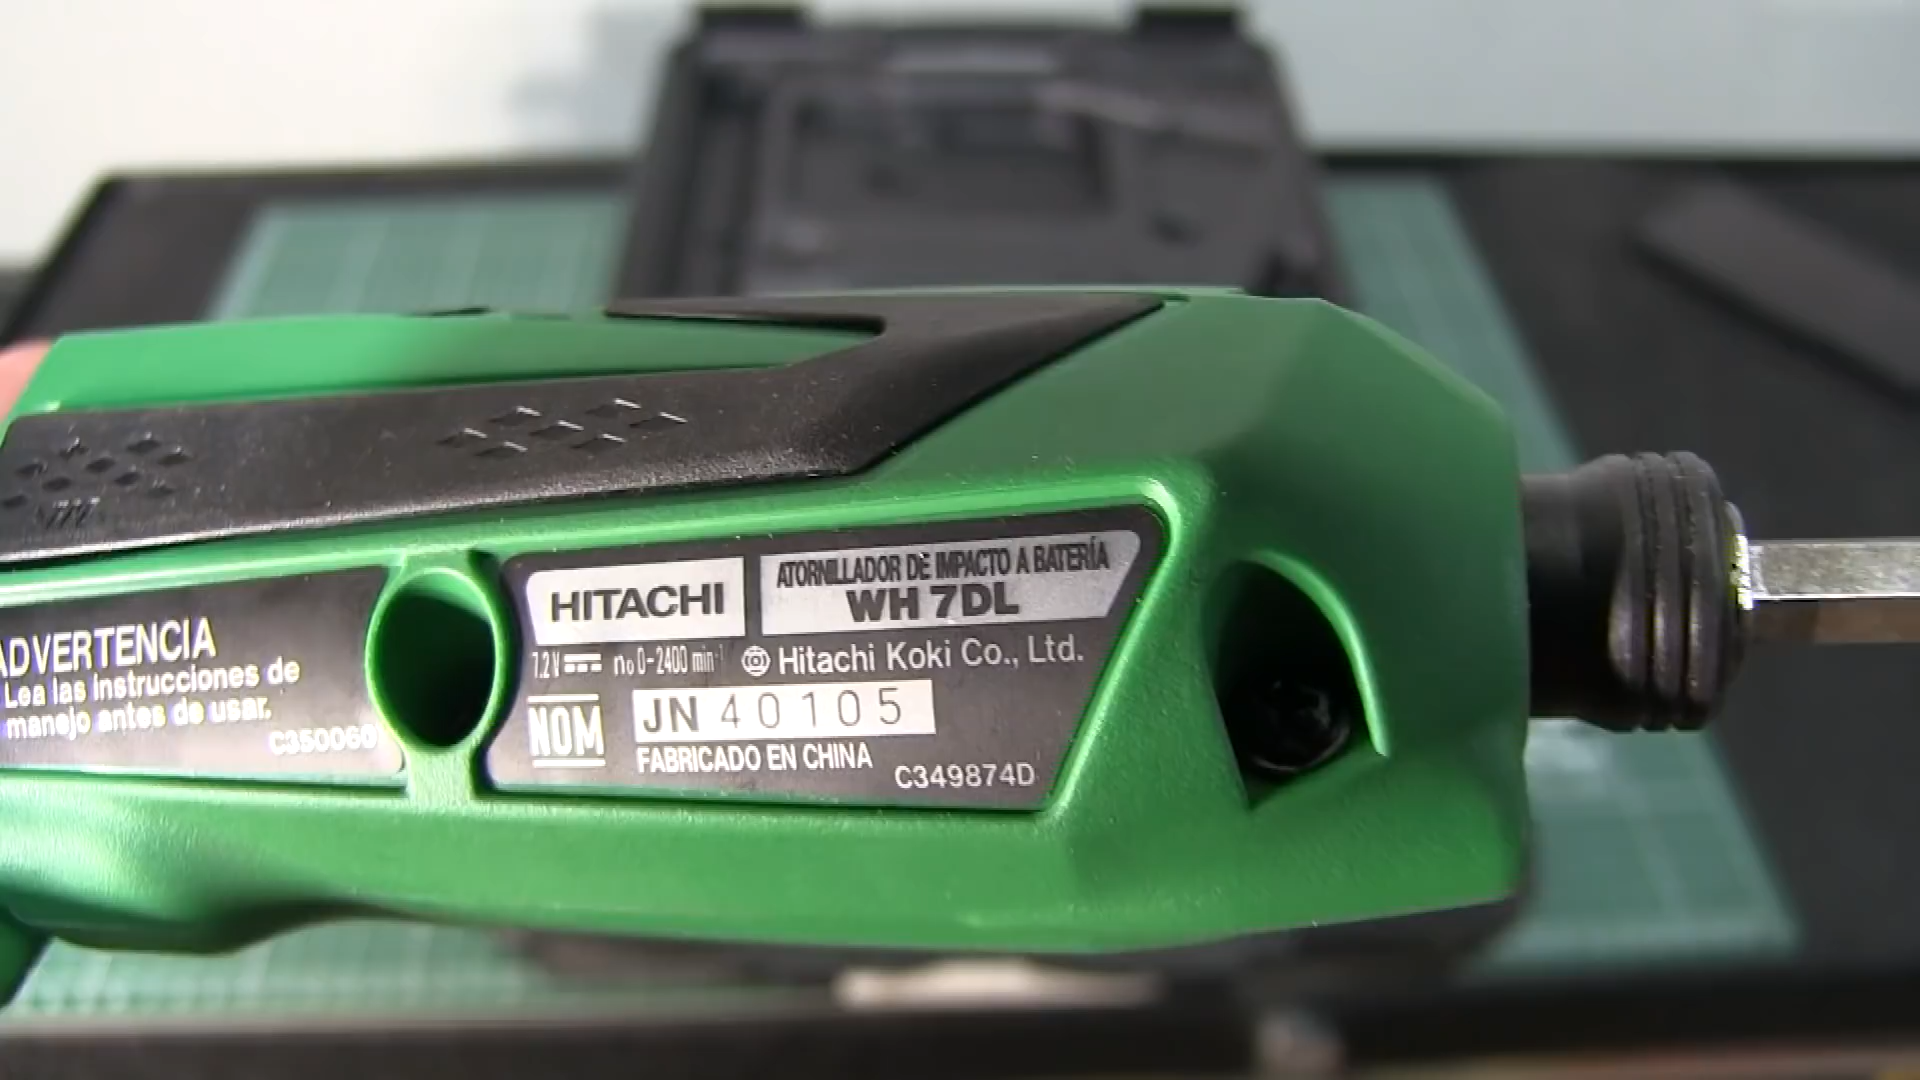 ADVERTENCIA
Lea las instrucciones de
manejo antes de usar.
C350060
HITACHI
ATORNILLADOR DE IMPACTO A BATERÍA
WH 7DL
7.2V ⎓ n₀ 0-2400 min⁻¹ Hitachi Koki Co., Ltd.
NOM
JN 40105
FABRICADO EN CHINA
C349874D